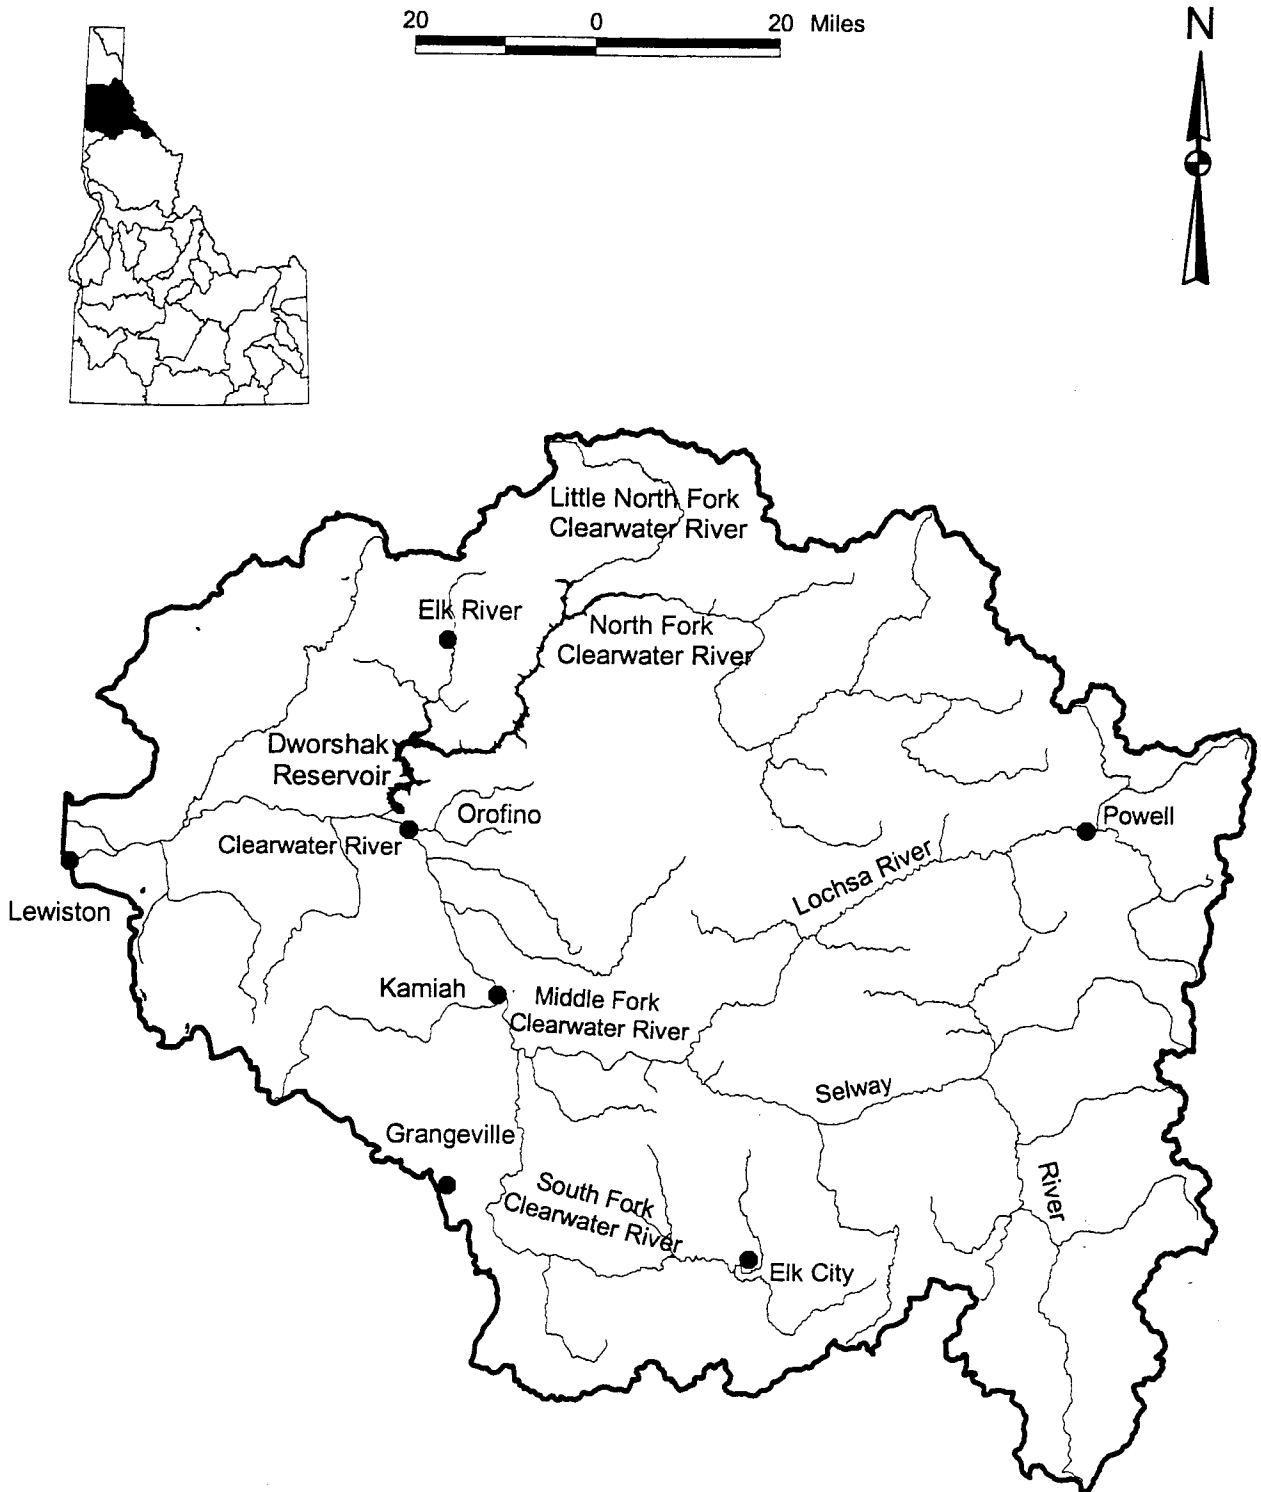 20 0 20 Miles
N
Little North Fork
Clearwater River
Elk River
North Fork
Clearwater River
Dworshak
Reservoir
Orofino
Powell
Clearwater River
Lochsa River
Lewiston
Kamiah
Middle Fork
Clearwater River
Selway
Grangeville
River
South Fork
Clearwater River
Elk City